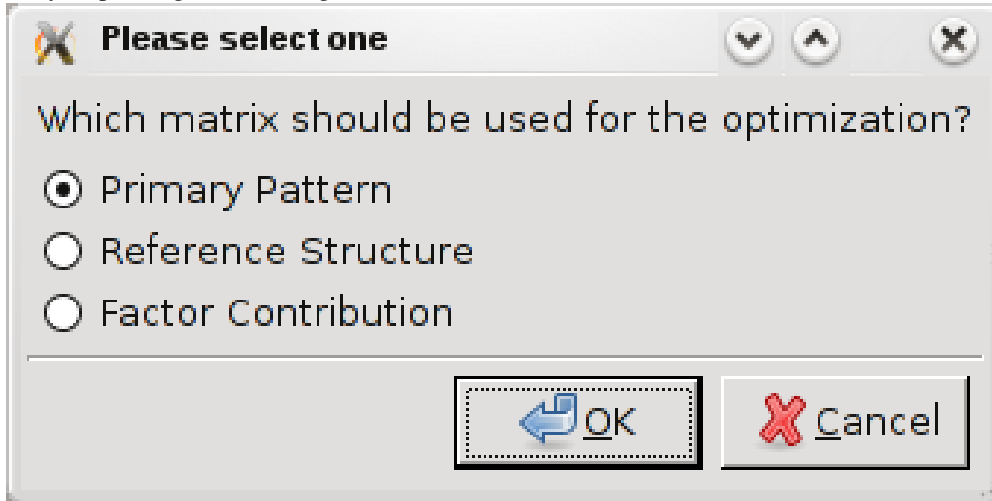 Please select one
Which matrix should be used for the optimization?
Primary Pattern
Reference Structure
Factor Contribution
OK
Cancel